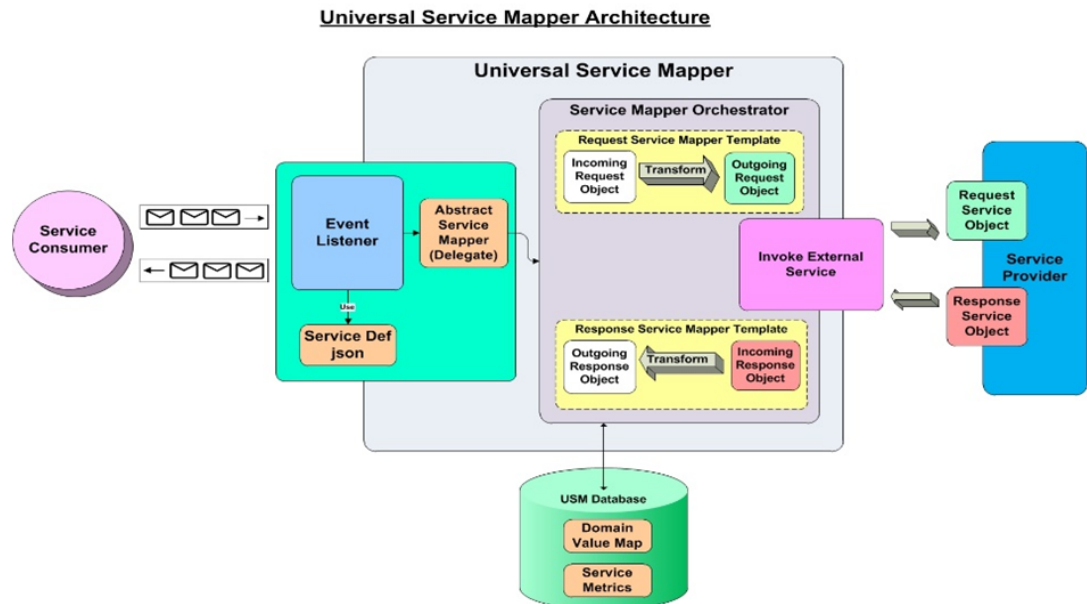 Universal Service Mapper Architecture
Universal Service Mapper
Service Mapper Orchestrator
Request Service Mapper Template
Incoming
Request
Object
Transform
Outgoing
Request
Object
Service
Consumer
Event
Listener
Abstract
Service
Mapper
(Delegate)
Use
Service Def
json
Invoke External
Service
Request
Service
Object
Service
Provider
Response
Service
Object
Response Service Mapper Template
Outgoing
Response
Object
Transform
Incoming
Response
Object
USM Database
Domain
Value Map
Service
Metrics